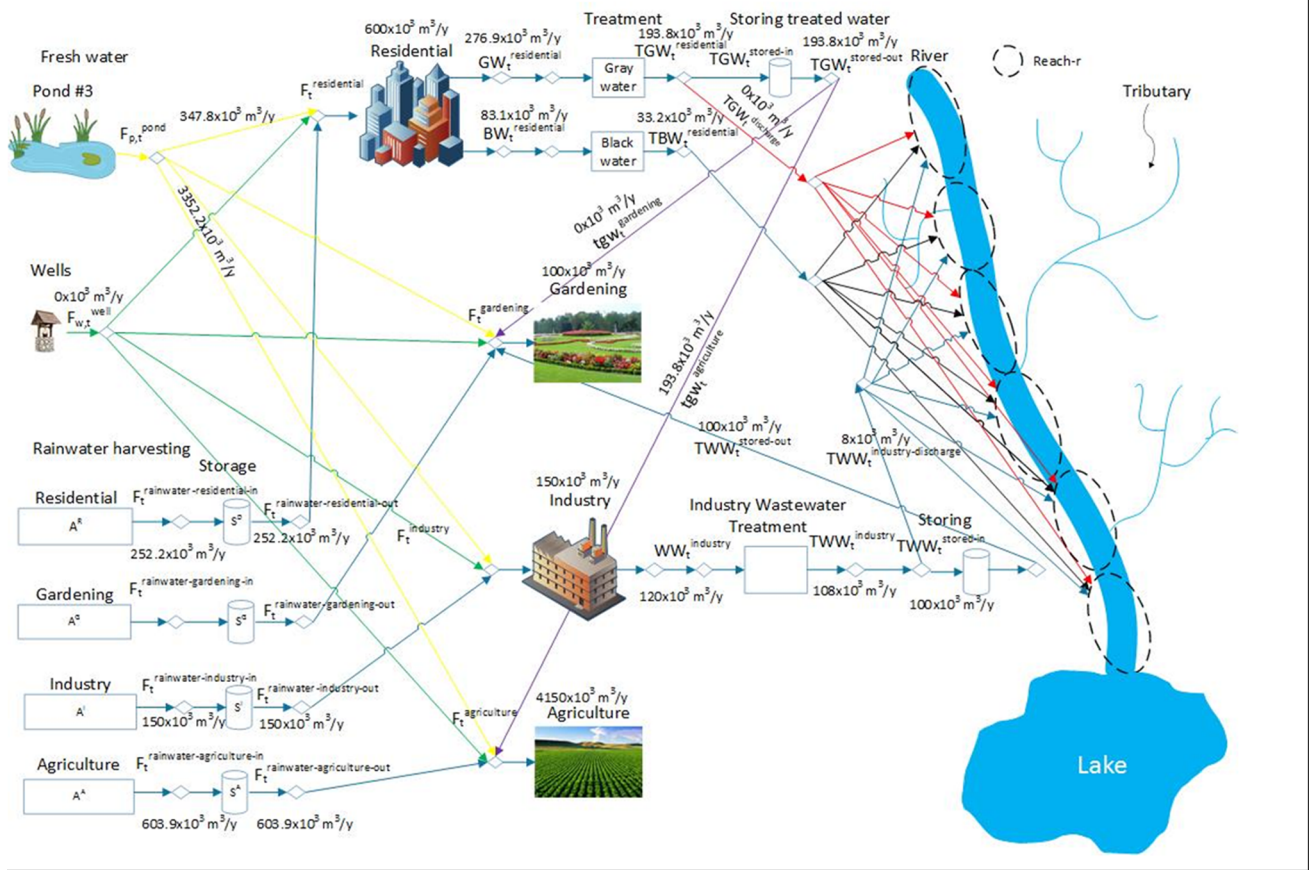 Fresh water
Pond #3
F_{p,t}^{pond}
347.8x10^3 m^3/y
3352.2x10^3 m^3/y
F_t^{residential}
600x10^3 m^3/y
Residential
276.9x10^3 m^3/y
GW_t^{residential}
83.1x10^3 m^3/y
BW_t^{residential}
Treatment
Gray
water
Black
water
193.8x10^3 m^3/y
TGW_t^{residential}
33.2x10^3 m^3/y
TBW_t^{residential}
Storing treated water
TGW_t^{stored-in}
193.8x10^3 m^3/y
TGW_t^{stored-out}
0x10^3 m^3/y
TGW_t^{discharge}
River
Reach-r
Tributary
0x10^3 m^3/y
tgw_t^{gardening}
Wells
0x10^3 m^3/y
F_{w,t}^{well}
F_t^{gardening}
100x10^3 m^3/y
Gardening
193.8x10^3 m^3/y
tgw_t^{agriculture}
100x10^3 m^3/y
TWW_t^{stored-out}
8x10^3 m^3/y
TWW_t^{industry-discharge}
Rainwater harvesting
Storage
Residential
A^R
F_t^{rainwater-residential-in}
252.2x10^3 m^3/y
F_t^{rainwater-residential-out}
252.2x10^3 m^3/y
F_t^{industry}
150x10^3 m^3/y
Industry
WW_t^{industry}
120x10^3 m^3/y
Industry Wastewater
Treatment
TWW_t^{industry}
108x10^3 m^3/y
Storing
TWW_t^{stored-in}
100x10^3 m^3/y
Gardening
F_t^{rainwater-gardening-in}
F_t^{rainwater-gardening-out}
Industry
A^I
F_t^{rainwater-industry-in}
150x10^3 m^3/y
S^I
F_t^{rainwater-industry-out}
150x10^3 m^3/y
F_t^{agriculture}
4150x10^3 m^3/y
Agriculture
Agriculture
A^A
F_t^{rainwater-agriculture-in}
603.9x10^3 m^3/y
S^A
F_t^{rainwater-agriculture-out}
603.9x10^3 m^3/y
Lake